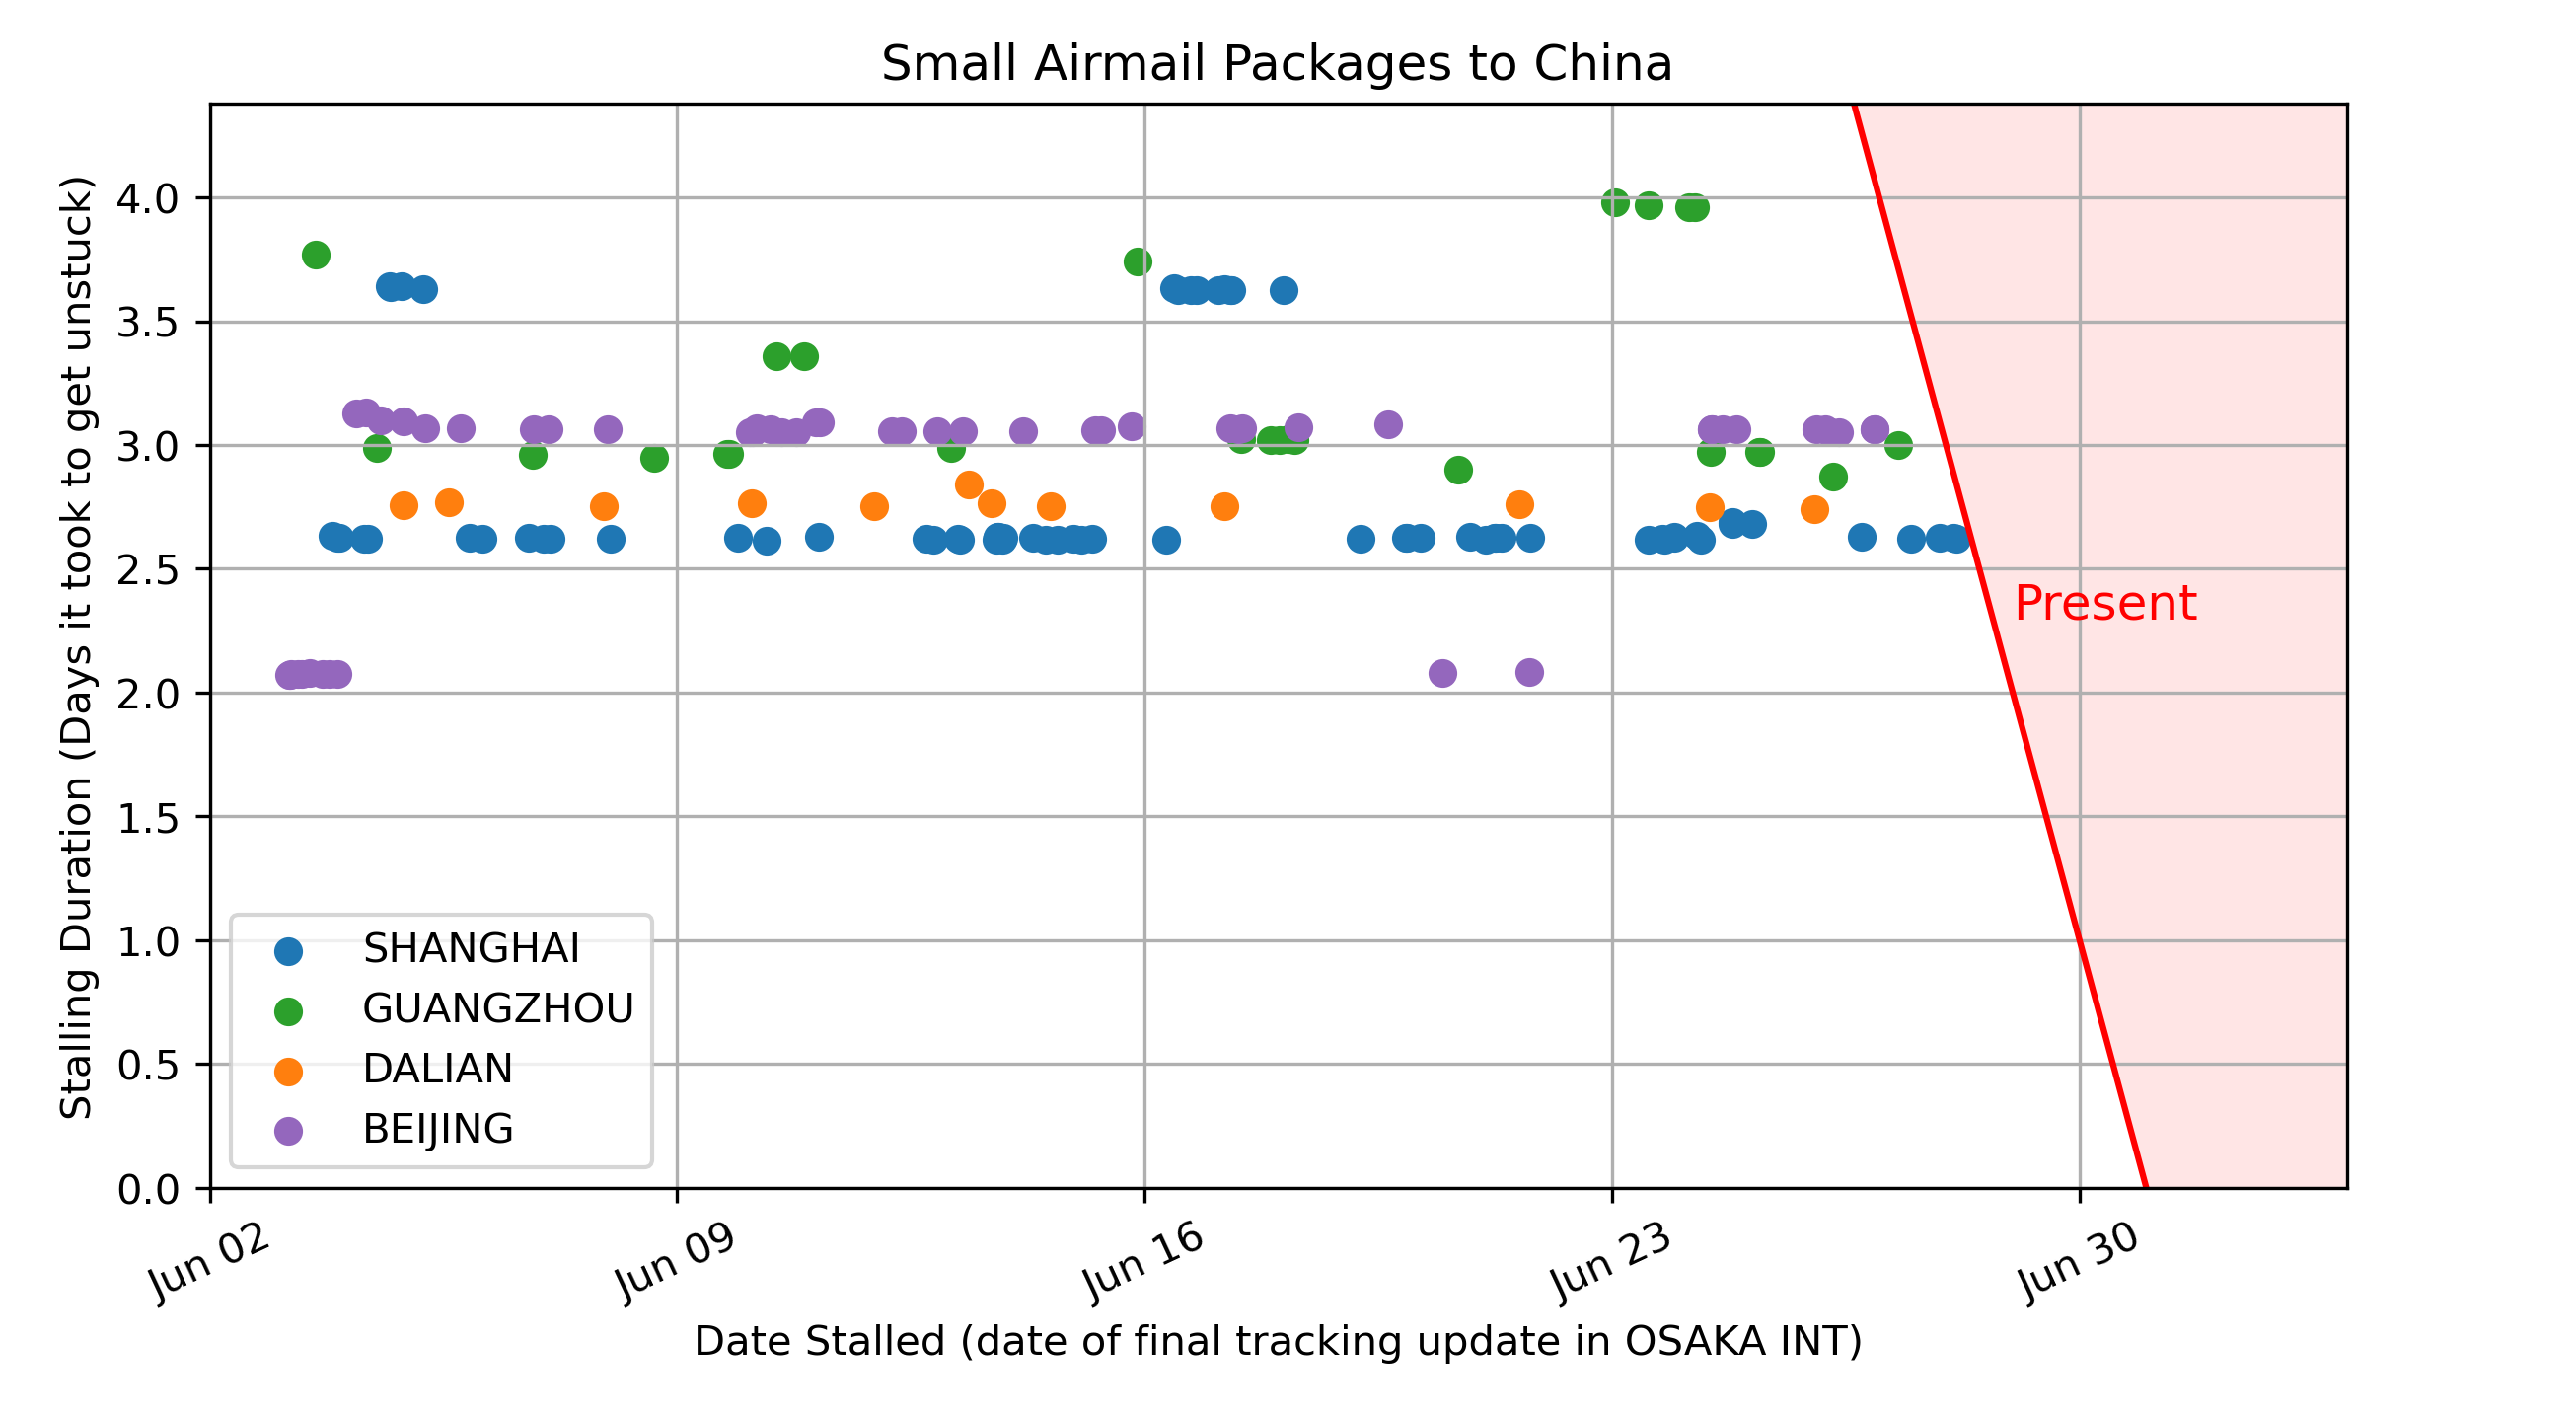 Small Airmail Packages to China
Stalling Duration (Days it took to get unstuck)
4.0
3.5
3.0
2.5
2.0
1.5
1.0
0.5
0.0
Present
SHANGHAI
GUANGZHOU
DALIAN
BEIJING
Jun 02
Jun 09
Jun 16
Jun 23
Jun 30
Date Stalled (date of final tracking update in OSAKA INT)